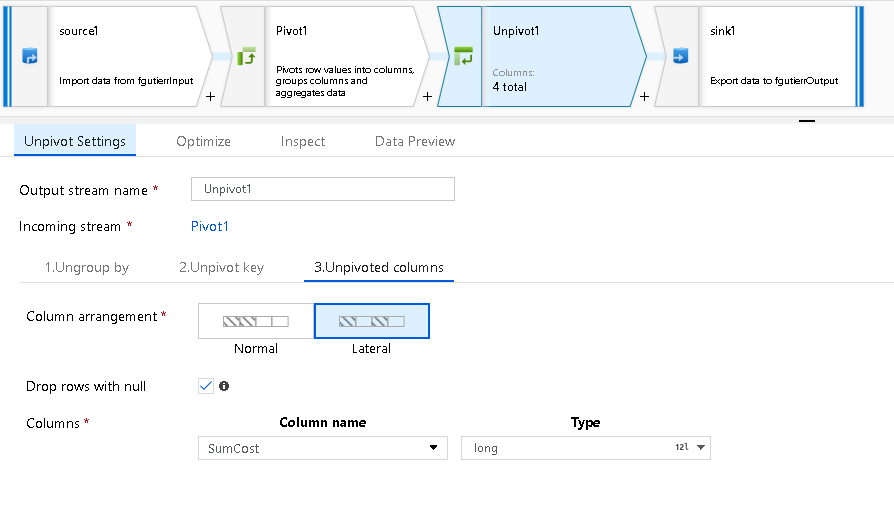 source1
Import data from fgutierrInput
+
Pivot1
Pivots row values into columns,
groups columns and
aggregates data
+
Unpivot1
Columns:
4 total
+
sink1
Export data to fgutierrOutput
Unpivot Settings
Optimize
Inspect
Data Preview
Output stream name *
Unpivot1
Incoming stream *
Pivot1
1.Ungroup by
2.Unpivot key
3.Unpivoted columns
Column arrangement *
Normal
Lateral
Drop rows with null
Columns *
Column name
Type
SumCost
long
12l